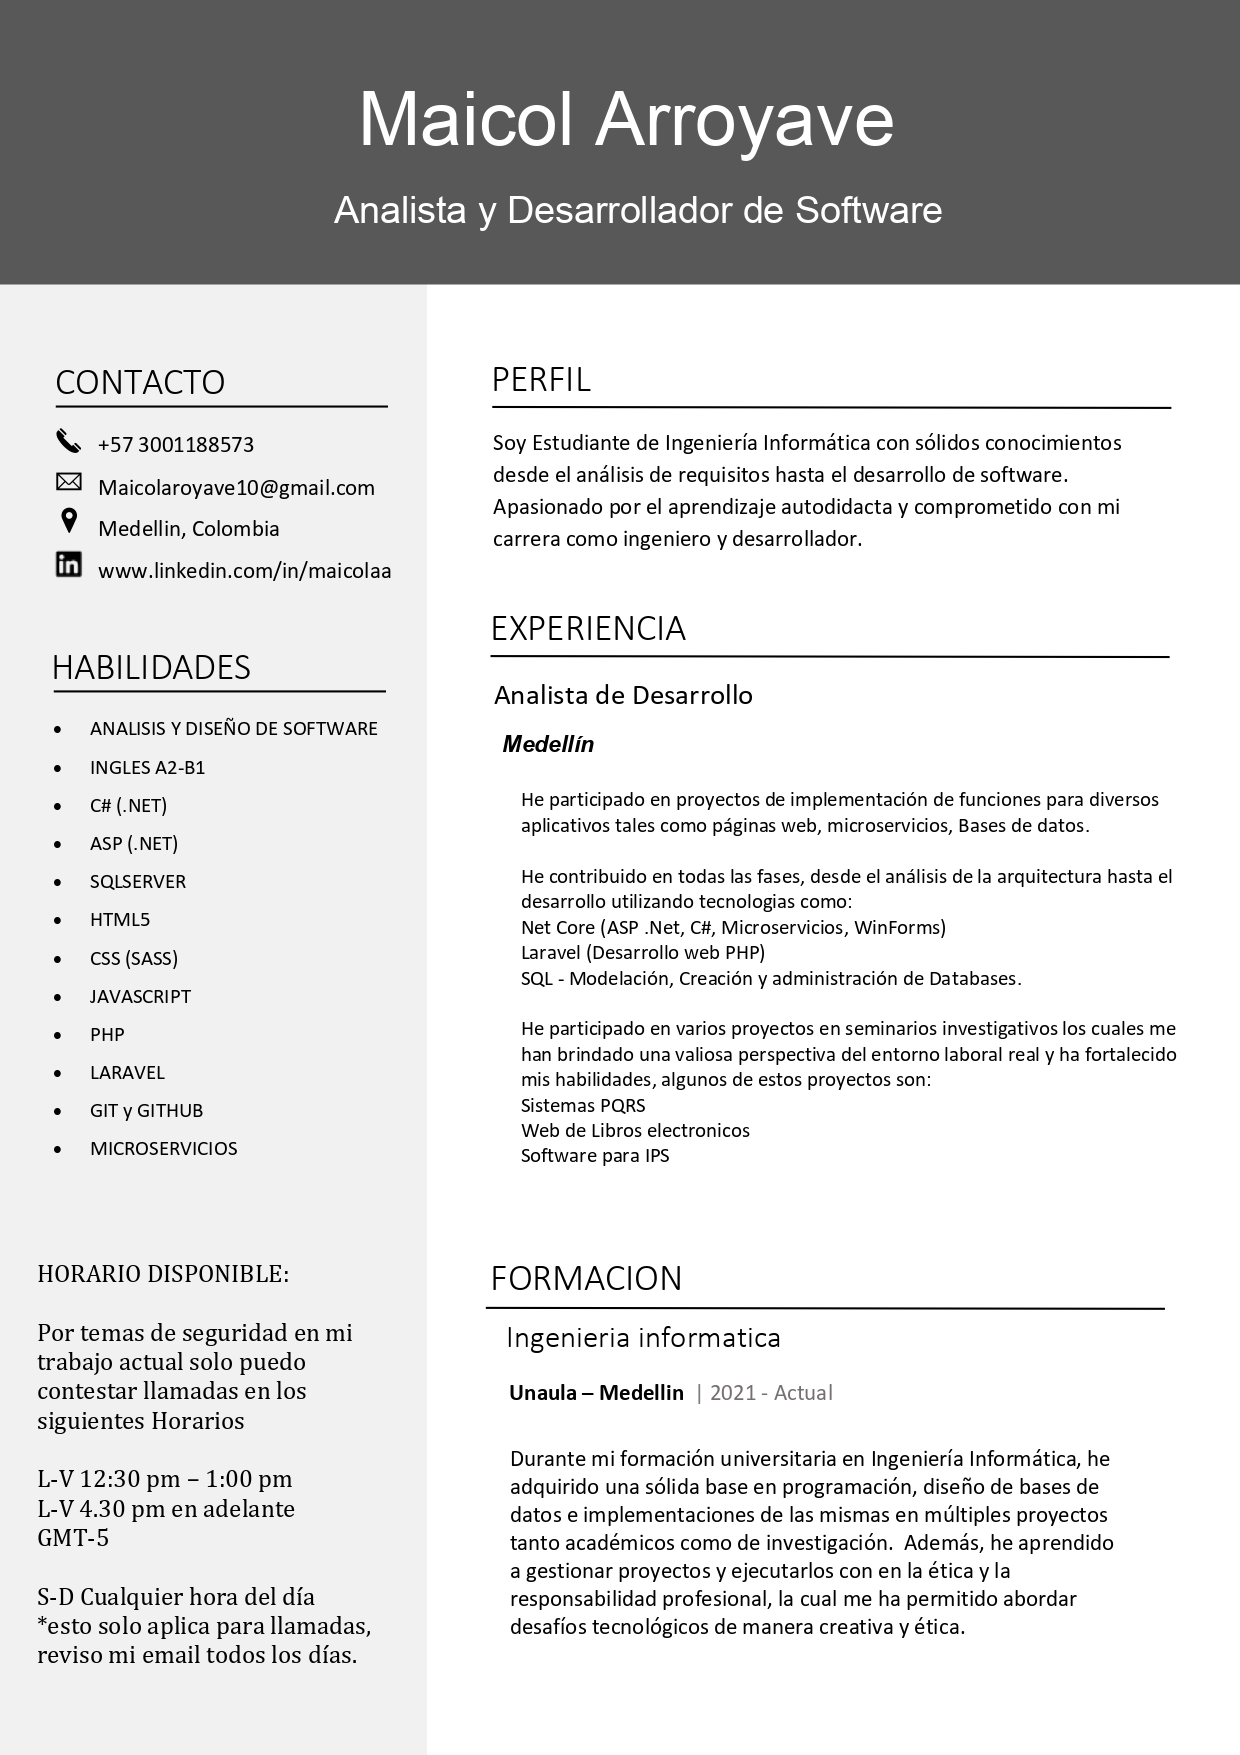 Maicol Arroyave
Analista y Desarrollador de Software
CONTACTO
+57 3001188573
Maicolaroyave10@gmail.com
Medellin, Colombia
www.linkedin.com/in/maicolaa
HABILIDADES
• ANALISIS Y DISEÑO DE SOFTWARE
• INGLES A2-B1
• C# (.NET)
• ASP (.NET)
• SQLSERVER
• HTML5
• CSS (SASS)
• JAVASCRIPT
• PHP
• LARAVEL
• GIT y GITHUB
• MICROSERVICIOS
HORARIO DISPONIBLE:
Por temas de seguridad en mi
trabajo actual solo puedo
contestar llamadas en los
siguientes Horarios
L-V 12:30 pm – 1:00 pm
L-V 4.30 pm en adelante
GMT-5
S-D Cualquier hora del día
*esto solo aplica para llamadas,
reviso mi email todos los días.
PERFIL
Soy Estudiante de Ingeniería Informática con sólidos conocimientos
desde el análisis de requisitos hasta el desarrollo de software.
Apasionado por el aprendizaje autodidacta y comprometido con mi
carrera como ingeniero y desarrollador.
EXPERIENCIA
Analista de Desarrollo
Medellín
He participado en proyectos de implementación de funciones para diversos
aplicativos tales como páginas web, microservicios, Bases de datos.
He contribuido en todas las fases, desde el análisis de la arquitectura hasta el
desarrollo utilizando tecnologias como:
Net Core (ASP .Net, C#, Microservicios, WinForms)
Laravel (Desarrollo web PHP)
SQL - Modelación, Creación y administración de Databases.
He participado en varios proyectos en seminarios investigativos los cuales me
han brindado una valiosa perspectiva del entorno laboral real y ha fortalecido
mis habilidades, algunos de estos proyectos son:
Sistemas PQRS
Web de Libros electronicos
Software para IPS
FORMACION
Ingenieria informatica
Unaula – Medellin | 2021 - Actual
Durante mi formación universitaria en Ingeniería Informática, he
adquirido una sólida base en programación, diseño de bases de
datos e implementaciones de las mismas en múltiples proyectos
tanto académicos como de investigación.  Además, he aprendido
a gestionar proyectos y ejecutarlos con en la ética y la
responsabilidad profesional, la cual me ha permitido abordar
desafíos tecnológicos de manera creativa y ética.